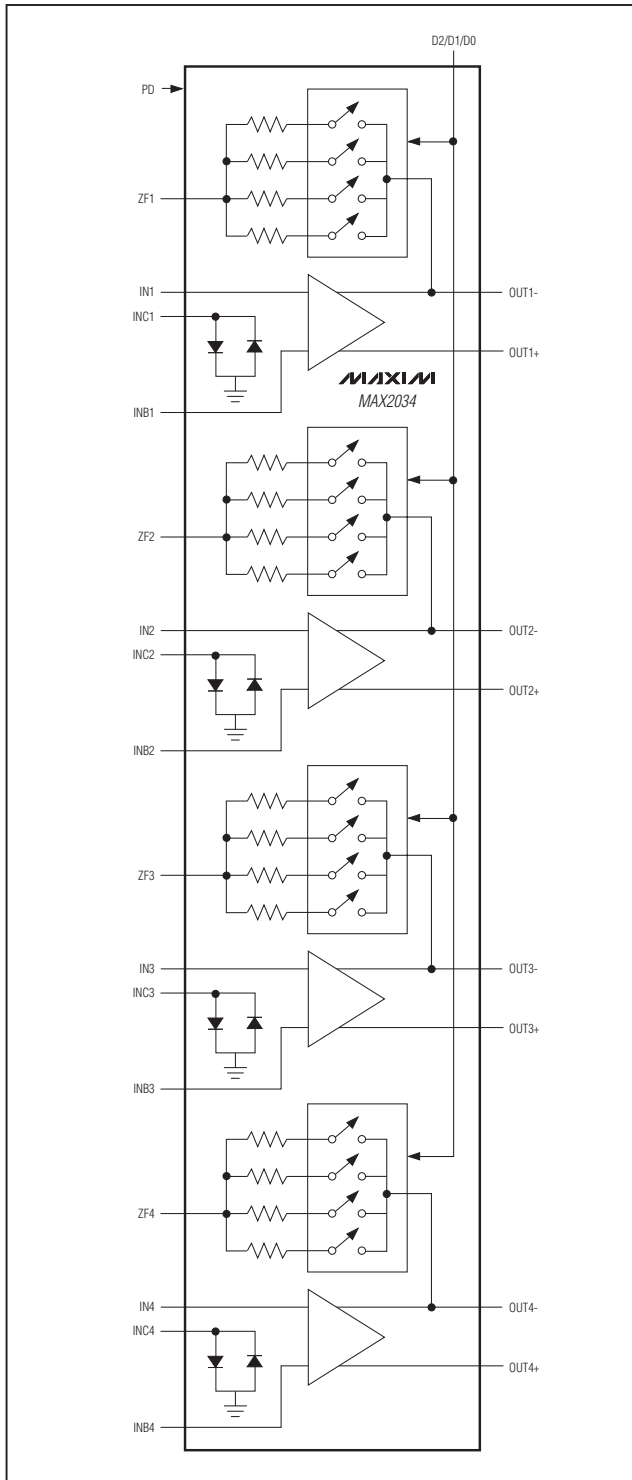 D2/D1/D0
PD
ZF1
IN1
OUT1-
INC1
OUT1+
MAXIM
MAX2034
INB1
ZF2
IN2
OUT2-
INC2
OUT2+
INB2
ZF3
IN3
OUT3-
INC3
OUT3+
INB3
ZF4
IN4
OUT4-
INC4
OUT4+
INB4